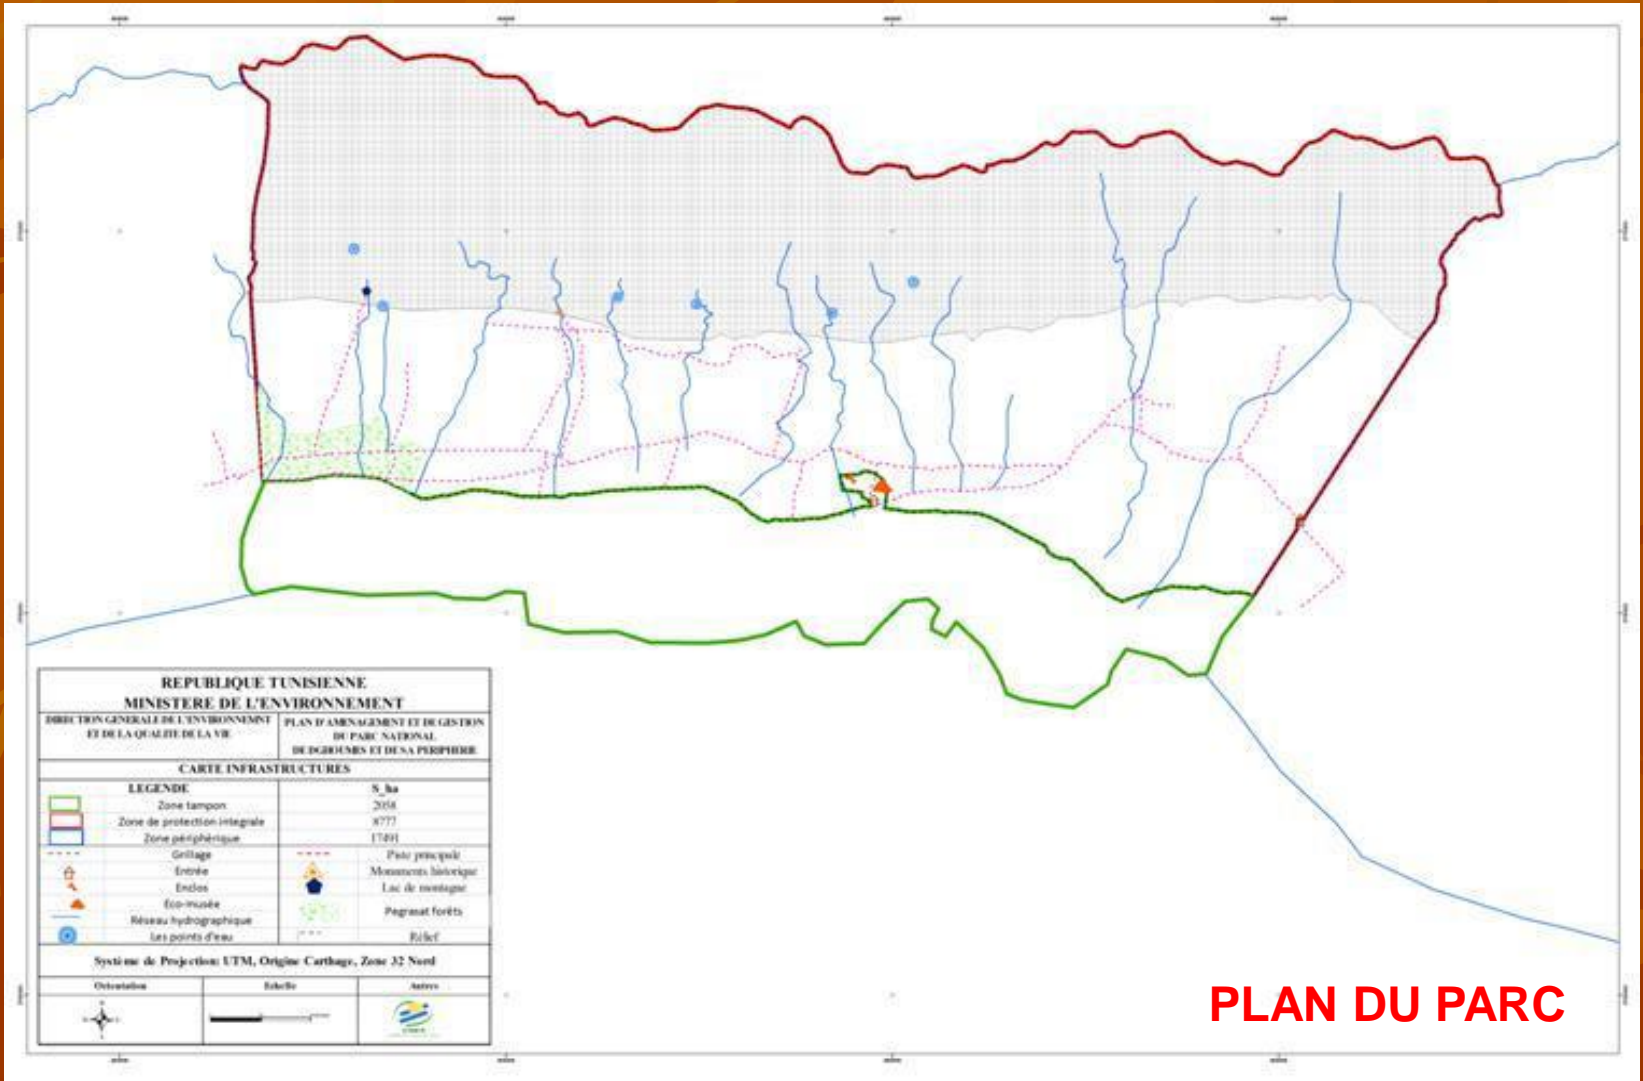 REPUBLIQUE TUNISIENNE
MINISTERE DE L'ENVIRONNEMENT
DIRECTION GENERALE DE L'ENVIRONNEMNT
ET DE LA QUALITE DE LA VIE
PLAN D'AMENAGEMENT ET DE GESTION
DU PARC NATIONAL
DE DGHOUMES ET DE SA PERIPHERIE
CARTE INFRASTRUCTURES
LEGENDE S_ha
Zone tampon 2058
Zone de protection integrale 8777
Zone périphérique 17491
Grillage Piste principale
Entrée Monuments historique
Enclos Lac de montagne
Eco-musée
Pegrasat forêts
Réseau hydrographique
Les points d'eau Rélief
Système de Projection: UTM, Origine Carthage, Zone 32 Nord
Orientation Echelle Autres
PLAN DU PARC